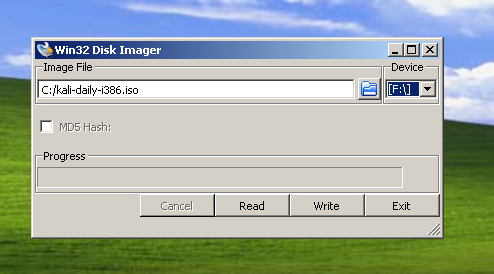 Win32 Disk Imager
Image File
Device
C:/kali-daily-i386.iso
[F:\]
MD5 Hash:
Progress
Cancel
Read
Write
Exit